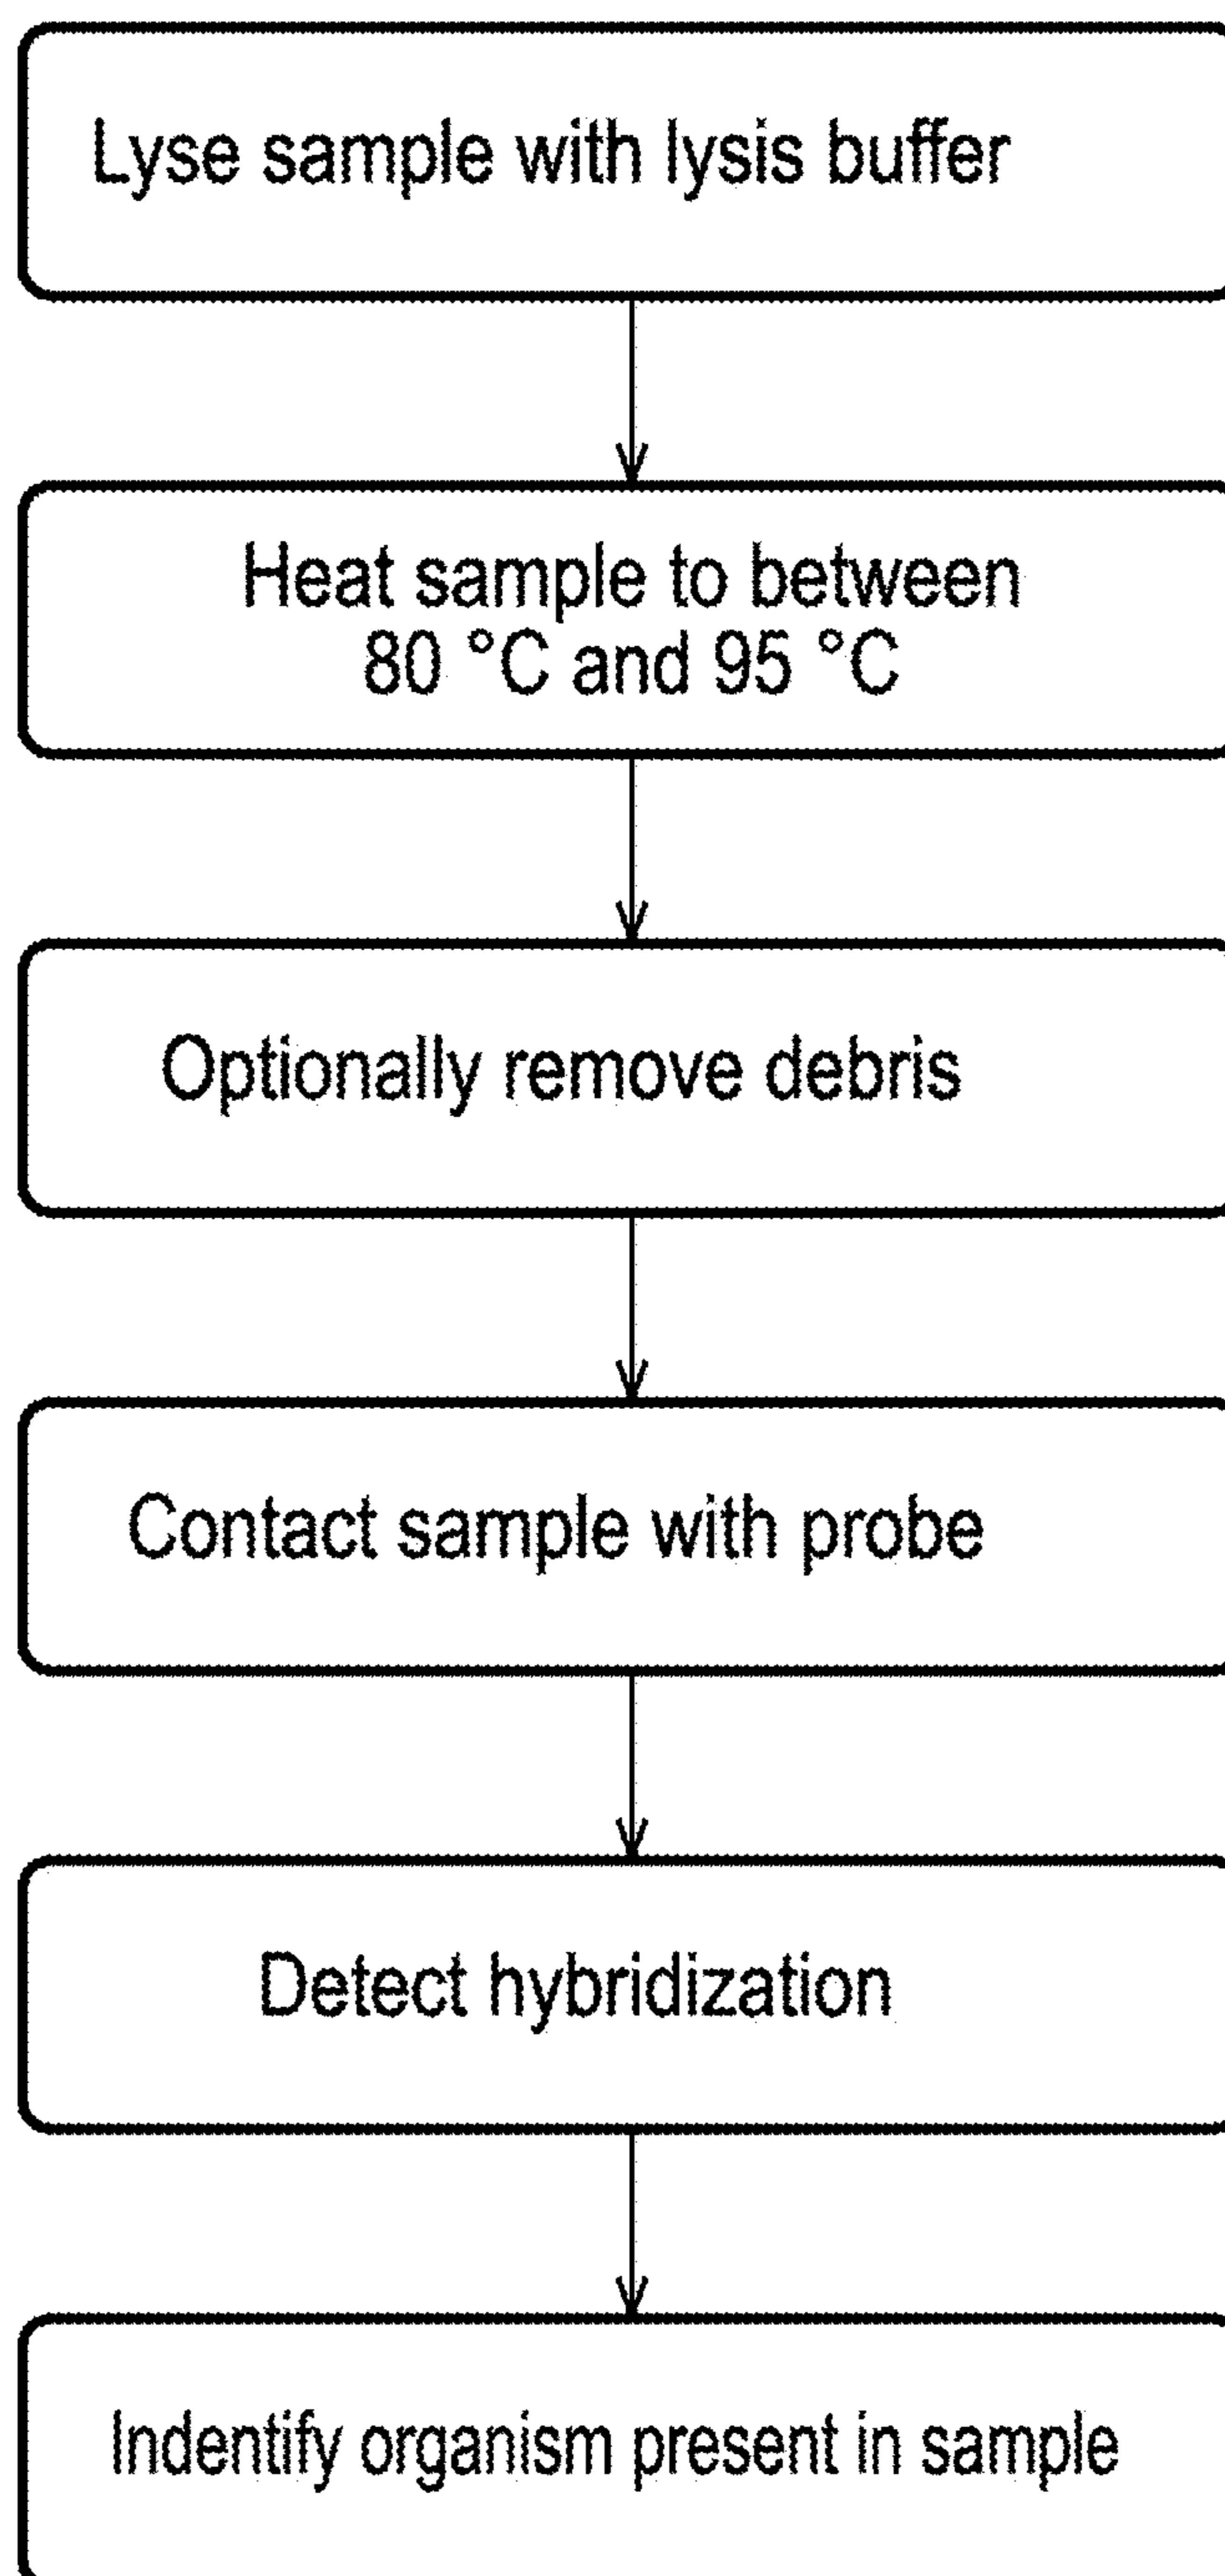 Lyse sample with lysis buffer
Heat sample to between
80 °C and 95 °C
Optionally remove debris
Contact sample with probe
Detect hybridization
Indentify organism present in sample